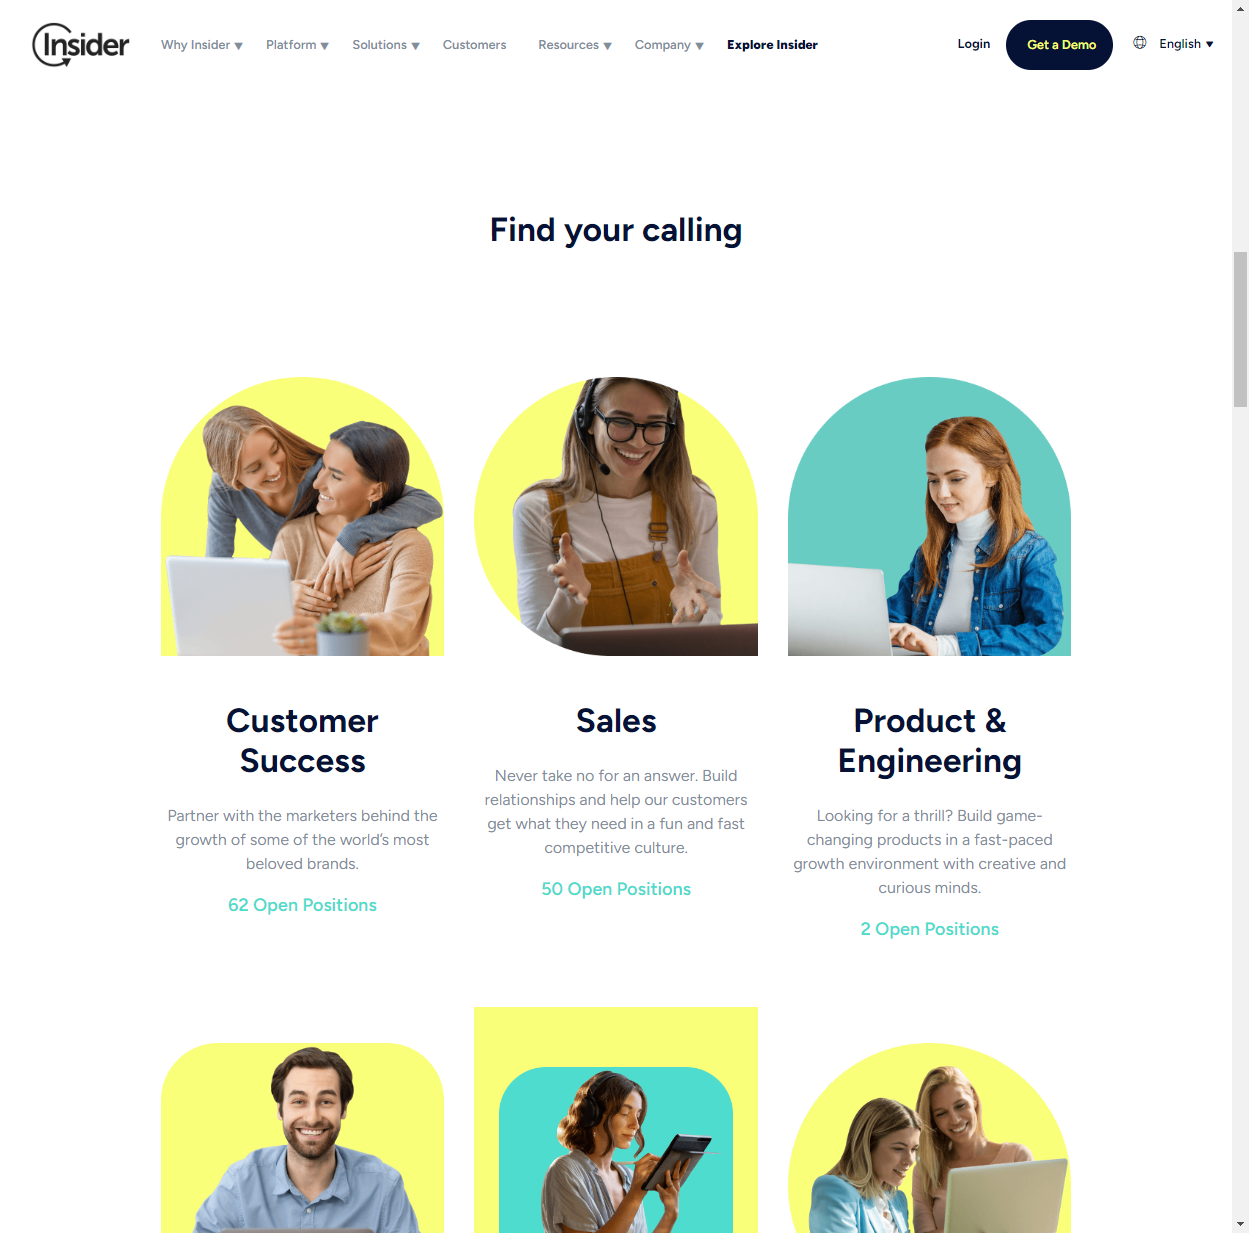 Insider
Why Insider
Platform
Solutions
Customers
Resources
Company
Explore Insider
Login
Get a Demo
English
Find your calling
Customer
Success
Partner with the marketers behind the
growth of some of the world’s most
beloved brands.
62 Open Positions
Sales
Never take no for an answer. Build
relationships and help our customers
get what they need in a fun and fast
competitive culture.
50 Open Positions
Product &
Engineering
Looking for a thrill? Build game-
changing products in a fast-paced
growth environment with creative and
curious minds.
2 Open Positions